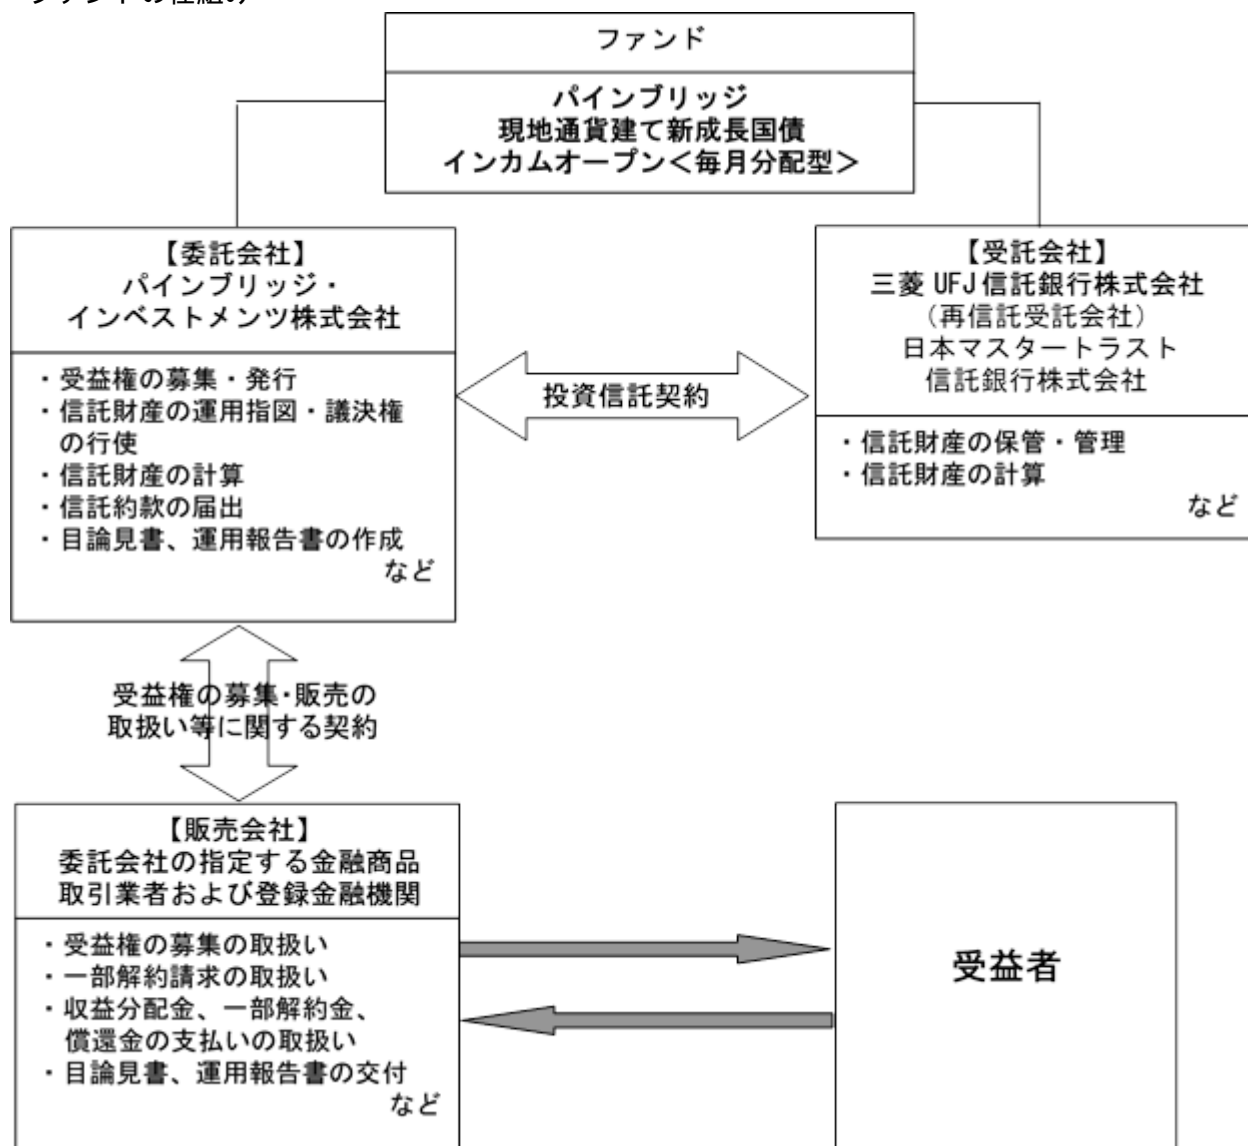 ファンドの仕組み
ファンド
パインブリッジ
現地通貨建て新成長国債
インカムオープン＜毎月分配型＞
【委託会社】
パインブリッジ・
インベストメンツ株式会社
・受益権の募集・発行
・信託財産の運用指図・議決権
の行使
・信託財産の計算
・信託約款の届出
・目論見書、運用報告書の作成
など
投資信託契約
【受託会社】
三菱UFJ信託銀行株式会社
（再信託受託会社）
日本マスタートラスト
信託銀行株式会社
・信託財産の保管・管理
・信託財産の計算
など
受益権の募集・販売の
取扱い等に関する契約
【販売会社】
委託会社の指定する金融商品
取引業者および登録金融機関
・受益権の募集の取扱い
・一部解約請求の取扱い
・収益分配金、一部解約金、
償還金の支払いの取扱い
・目論見書、運用報告書の交付
など
受益者